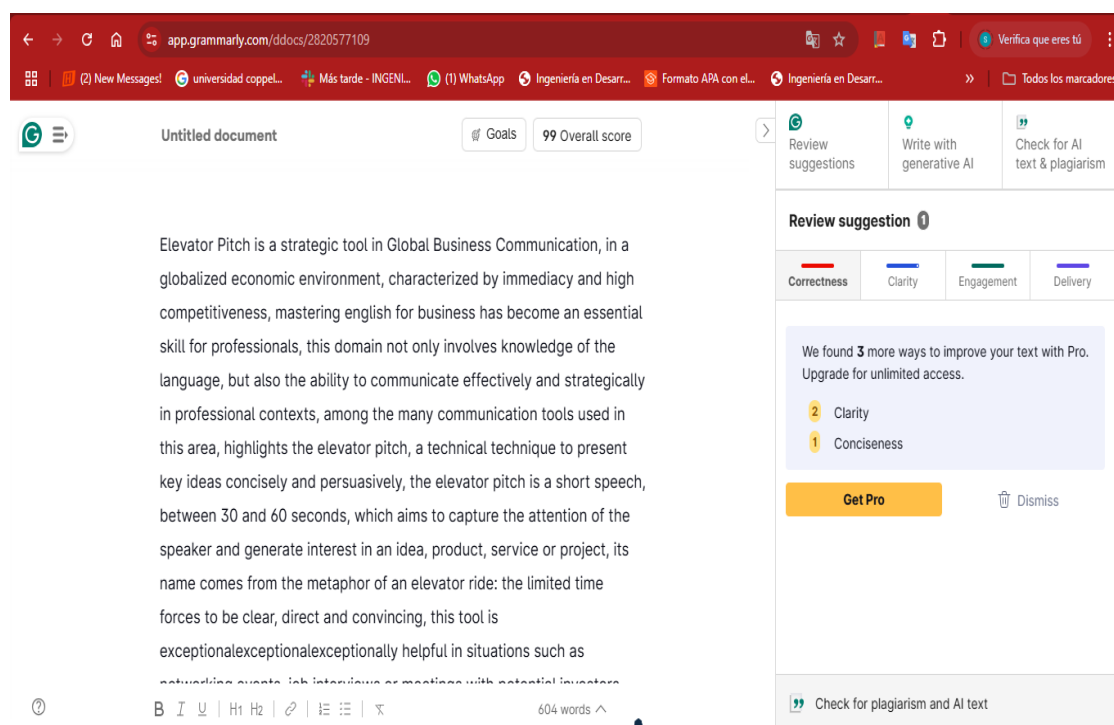 app.grammarly.com/ddocs/2820577109
Verifica que eres tú
(2) New Messages!
universidad coppel...
Más tarde - INGENI...
(1) WhatsApp
Ingeniería en Desarr...
Formato APA con el...
Ingeniería en Desarr...
»
Todos los marcadores
Untitled document
Goals
99 Overall score
Review suggestions
Write with generative AI
Check for AI text & plagiarism
Elevator Pitch is a strategic tool in Global Business Communication, in a
globalized economic environment, characterized by immediacy and high
competitiveness, mastering english for business has become an essential
skill for professionals, this domain not only involves knowledge of the
language, but also the ability to communicate effectively and strategically
in professional contexts, among the many communication tools used in
this area, highlights the elevator pitch, a technical technique to present
key ideas concisely and persuasively, the elevator pitch is a short speech,
between 30 and 60 seconds, which aims to capture the attention of the
speaker and generate interest in an idea, product, service or project, its
name comes from the metaphor of an elevator ride: the limited time
forces to be clear, direct and convincing, this tool is
exceptionalexceptionalexceptionally helpful in situations such as
networking events, job interviews or meetings with potential investors
Review suggestion 1
Correctness
Clarity
Engagement
Delivery
We found 3 more ways to improve your text with Pro.
Upgrade for unlimited access.
2 Clarity
1 Conciseness
Get Pro
Dismiss
B I U H1 H2
604 words
Check for plagiarism and AI text